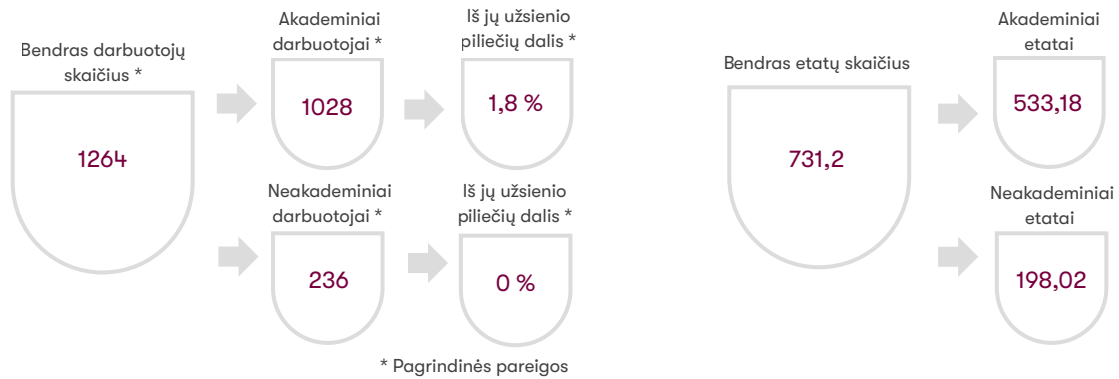 Bendras darbuotojų
skaičius *
1264
Akademiniai
darbuotojai *
1028
Iš jų užsienio
piliečių dalis *
1,8 %
Neakademiniai
darbuotojai *
236
Iš jų užsienio
piliečių dalis *
0 %
* Pagrindinės pareigos
Bendras etatų skaičius
731,2
Akademiniai
etatai
533,18
Neakademiniai
etatai
198,02